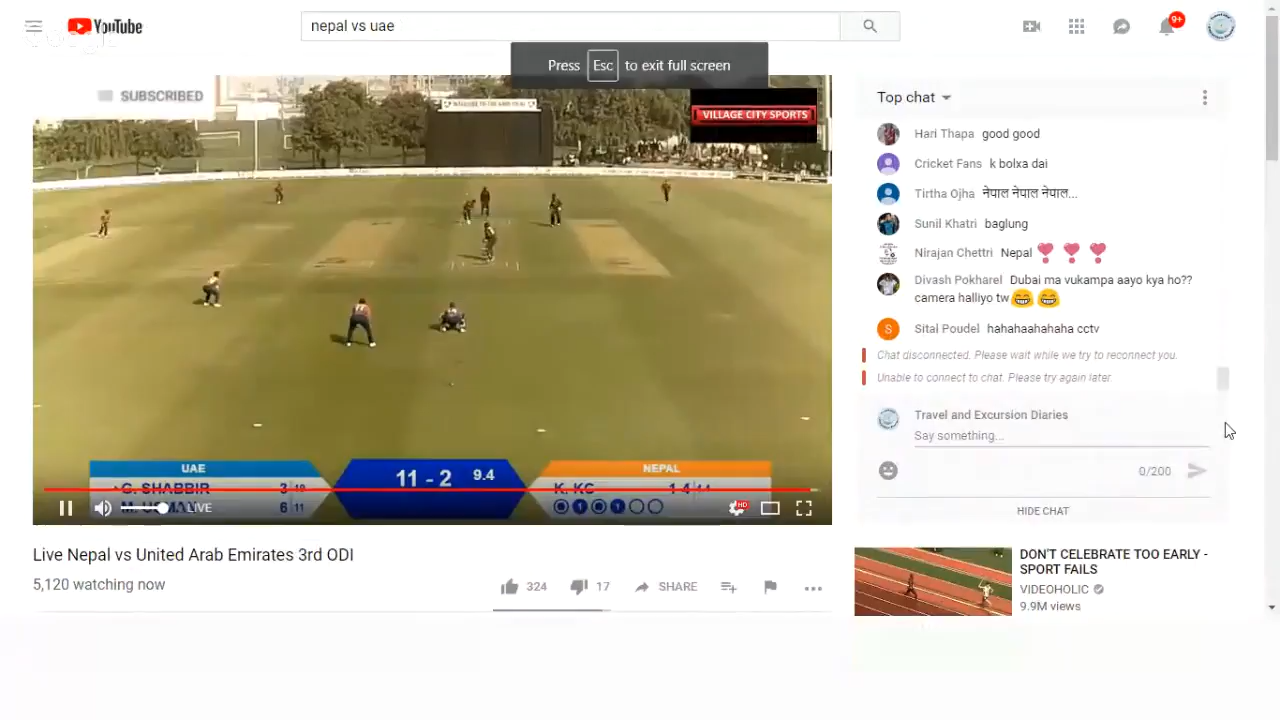 YouTube
nepal vs uae
9+
Press Esc to exit full screen
SUBSCRIBED
VILLAGE CITY SPORTS
UAE
11 - 2 9.4
NEPAL
G. SHABBIR
K. KC
6 11
LIVE
HD
Live Nepal vs United Arab Emirates 3rd ODI
5,120 watching now
324
17
SHARE
Top chat
Hari Thapa good good
Cricket Fans k bolxa dai
Tirtha Ojha नेपाल नेपाल नेपाल...
Sunil Khatri baglung
Nirajan Chettri Nepal
Divash Pokharel Dubai ma vukampa aayo kya ho??
camera halliyo tw
S
Sital Poudel hahahaahahaha cctv
Chat disconnected. Please wait while we try to reconnect you.
Unable to connect to chat. Please try again later.
Travel and Excursion Diaries
Say something...
0/200
HIDE CHAT
DON'T CELEBRATE TOO EARLY -
SPORT FAILS
VIDEOHOLIC
9.9M views